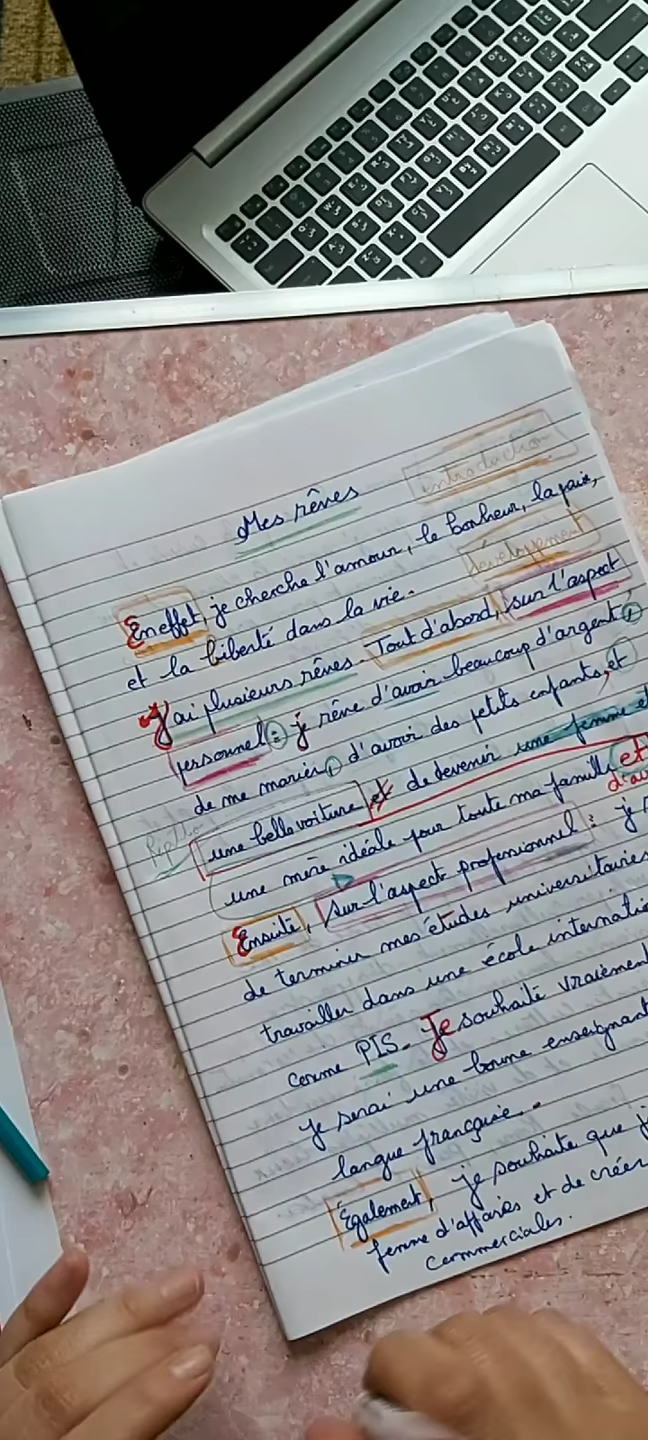 introduction
Mes rêves
En effet, je cherche l'amour, le bonheur, la paix,
développement
et la liberté dans la vie. Tout d'abord, sur l'aspect
J'ai plusieurs rêves.
personnel : je rêve d'avoir beaucoup d'argent,
de me marier, d'avoir des petits enfants, et
une belle voiture et de devenir une femme et
une mère idéale pour toute ma famille et
Ensuite, sur l'aspect professionnel : j'
de terminer mes études universitaires
travailler dans une école
comme PIS. Je souhaite vraiment
je serai une bonne
langue française.
Également, je souhaite que
femme d'affaires et de créer
commerciales.